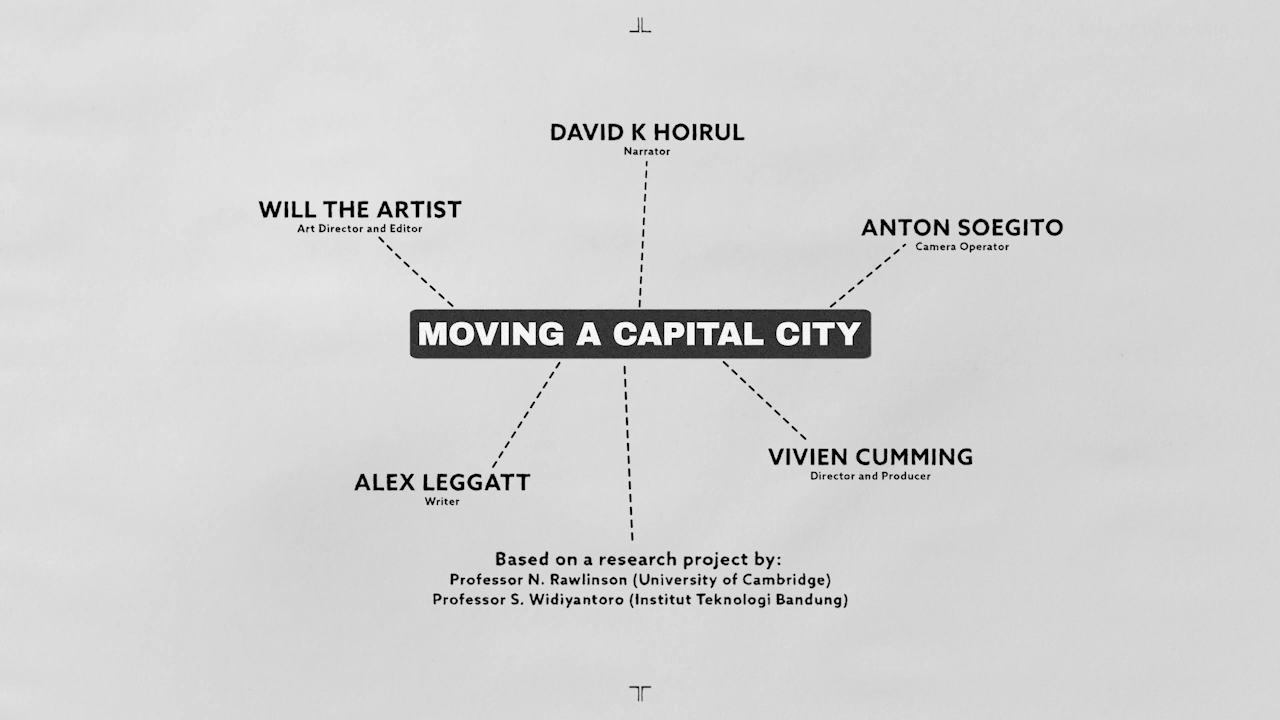 DAVID K HOIRUL
Narrator
WILL THE ARTIST
Art Director and Editor
ANTON SOEGITO
Camera Operator
MOVING A CAPITAL CITY
VIVIEN CUMMING
Director and Producer
ALEX LEGGATT
Writer
Based on a research project by:
Professor N. Rawlinson (University of Cambridge)
Professor S. Widiyantoro (Institut Teknologi Bandung)